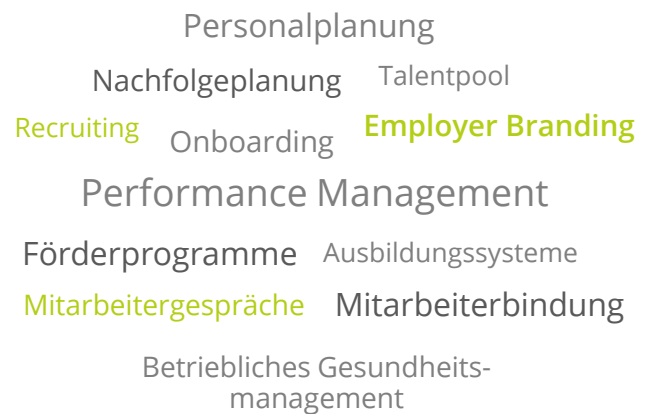 Personalplanung
Nachfolgeplanung Talentpool
Recruiting Onboarding Employer Branding
Performance Management
Förderprogramme Ausbildungssysteme
Mitarbeitergespräche Mitarbeiterbindung
Betriebliches Gesundheits-
management